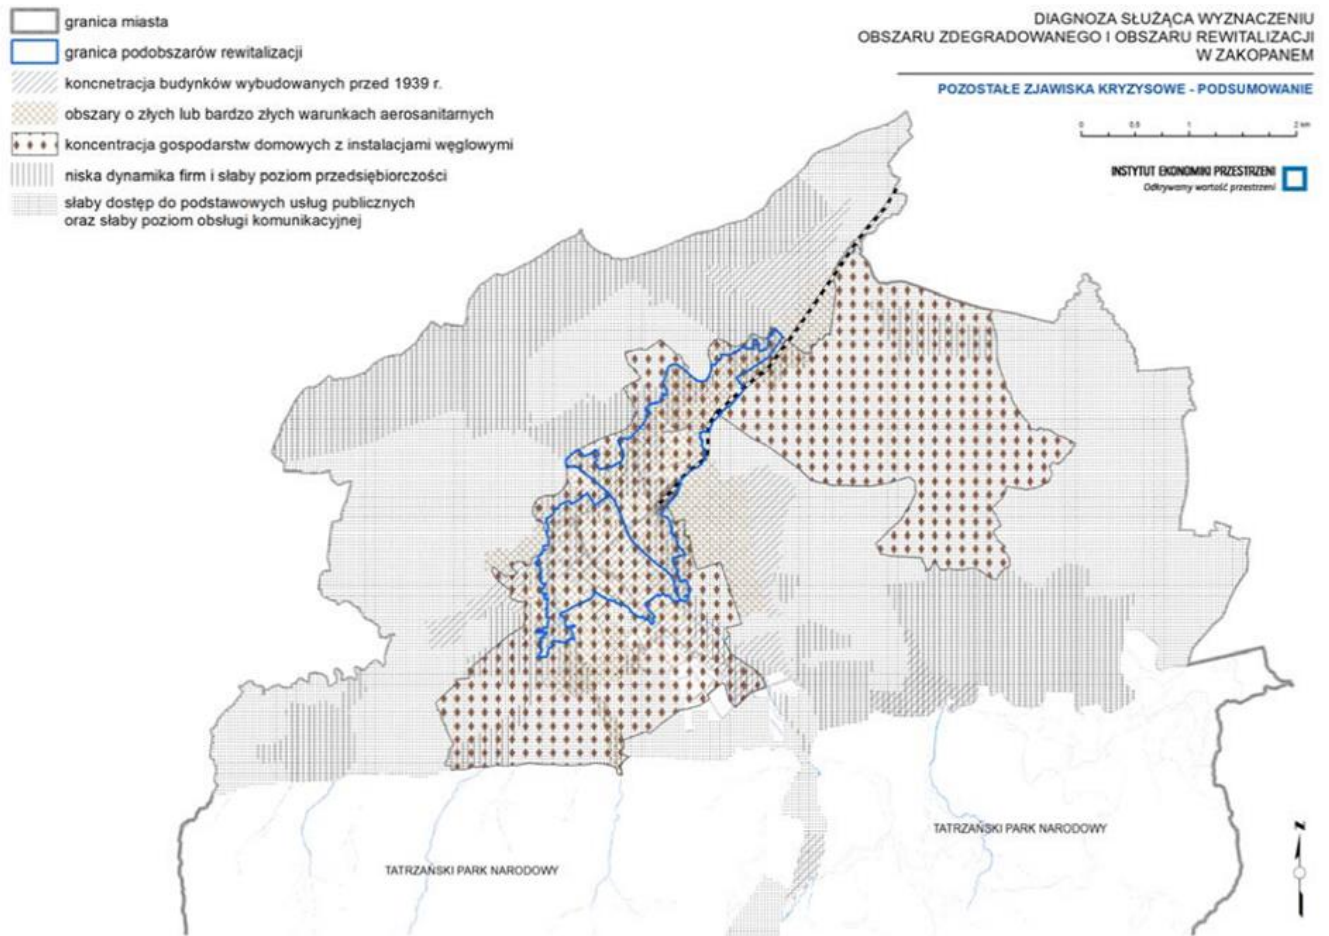 granica miasta
granica podobszarów rewitalizacji
koncnetracja budynków wybudowanych przed 1939 r.
obszary o złych lub bardzo złych warunkach aerosanitarnych
koncentracja gospodarstw domowych z instalacjami węglowymi
niska dynamika firm i słaby poziom przedsiębiorczości
słaby dostęp do podstawowych usług publicznych
oraz słaby poziom obsługi komunikacyjnej
DIAGNOZA SŁUŻĄCA WYZNACZENIU
OBSZARU ZDEGRADOWANEGO I OBSZARU REWITALIZACJI
W ZAKOPANEM
POZOSTAŁE ZJAWISKA KRYZYSOWE - PODSUMOWANIE
0 0,5 1 2 km
INSTYTUT EKONOMIKI PRZESTRZENI
Odkrywamy wartość przestrzeni
TATRZAŃSKI PARK NARODOWY
TATRZAŃSKI PARK NARODOWY
N